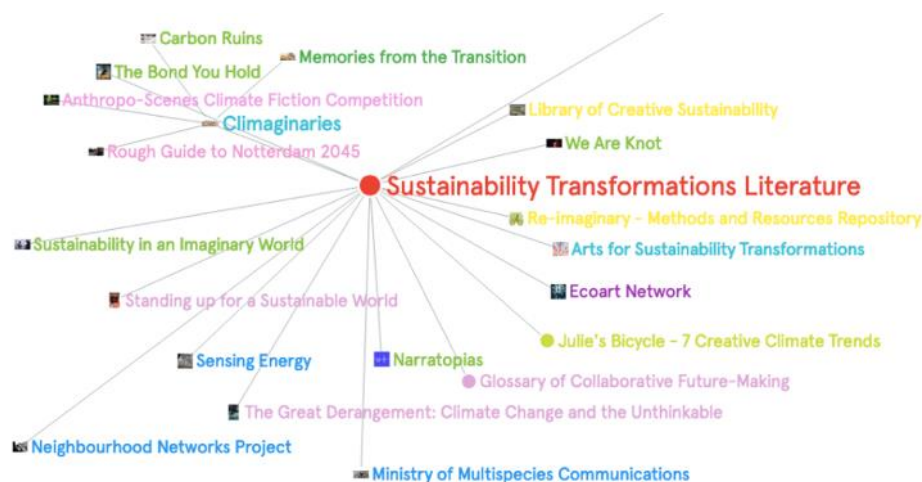 Carbon Ruins
Memories from the Transition
The Bond You Hold
Anthropo-Scenes Climate Fiction Competition
Library of Creative Sustainability
Climaginaries
We Are Knot
Rough Guide to Notterdam 2045
Sustainability Transformations Literature
Re-imaginary - Methods and Resources Repository
Sustainability in an Imaginary World
Arts for Sustainability Transformations
Ecoart Network
Standing up for a Sustainable World
Julie's Bicycle - 7 Creative Climate Trends
Sensing Energy
Narratopias
Glossary of Collaborative Future-Making
The Great Derangement: Climate Change and the Unthinkable
Neighbourhood Networks Project
Ministry of Multispecies Communications